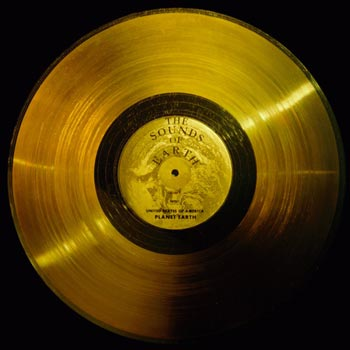 THE
SOUNDS
OF
EARTH
UNITED STATES OF AMERICA
PLANET EARTH